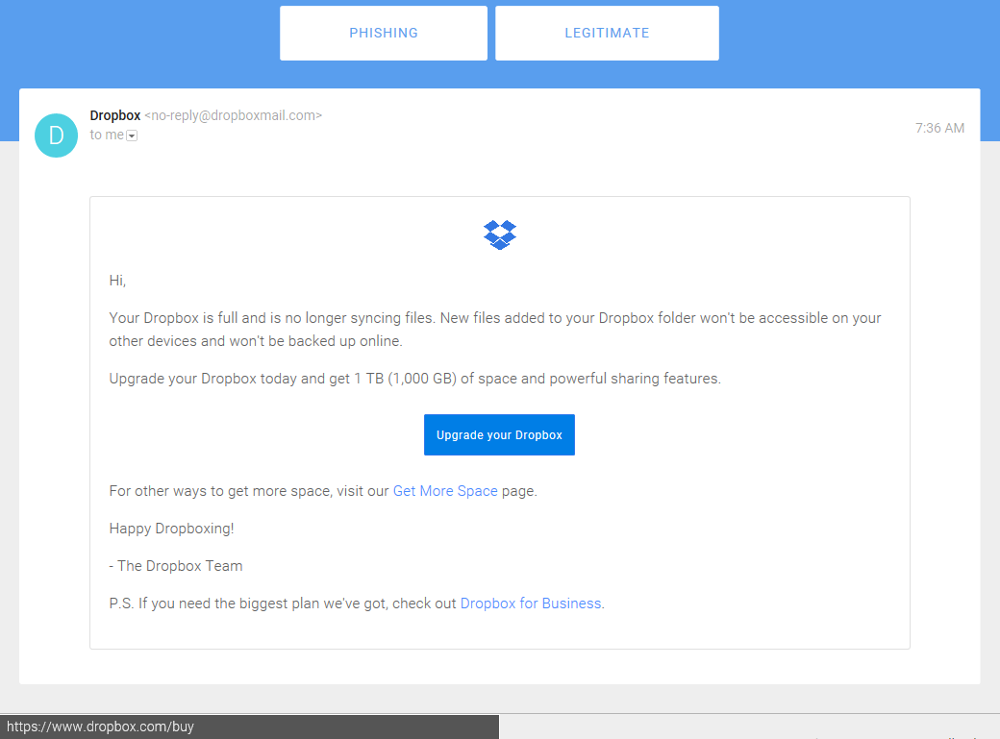 PHISHING
LEGITIMATE
Dropbox <no-reply@dropboxmail.com>
to me
7:36 AM
D
Hi,
Your Dropbox is full and is no longer syncing files. New files added to your Dropbox folder won't be accessible on your
other devices and won't be backed up online.
Upgrade your Dropbox today and get 1 TB (1,000 GB) of space and powerful sharing features.
Upgrade your Dropbox
For other ways to get more space, visit our Get More Space page.
Happy Dropboxing!
- The Dropbox Team
P.S. If you need the biggest plan we've got, check out Dropbox for Business.
https://www.dropbox.com/buy